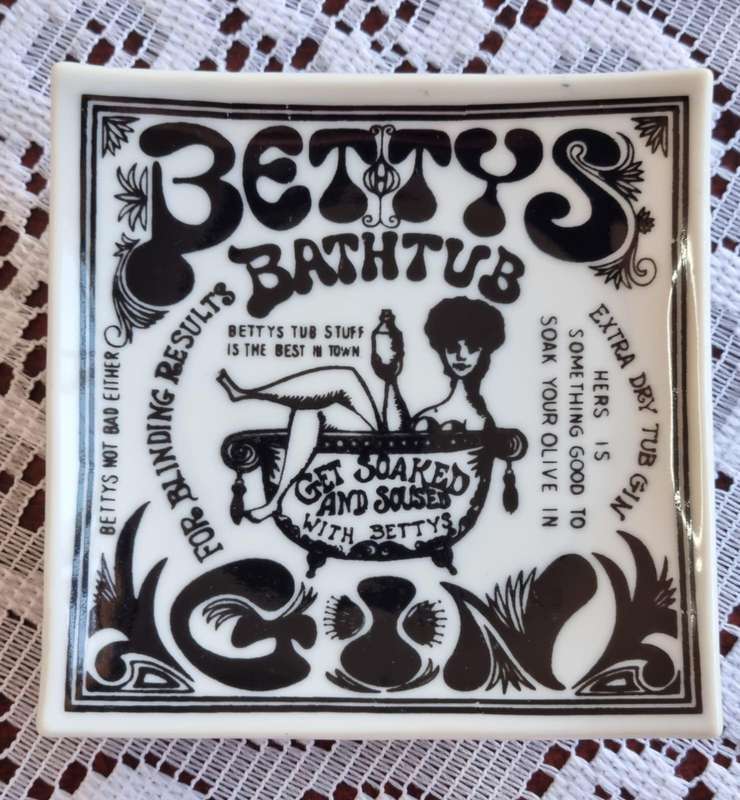 BETTYS
BATHTUB
BETTYS TUB STUFF
IS THE BEST IN TOWN
FOR BLINDING RESULTS
BETTYS NOT BAD EITHER
EXTRA DRY TUB GIN
HERS IS
SOMETHING GOOD TO
SOAK YOUR OLIVE IN
GET SOAKED
AND SOUSED
WITH BETTYS
GIN